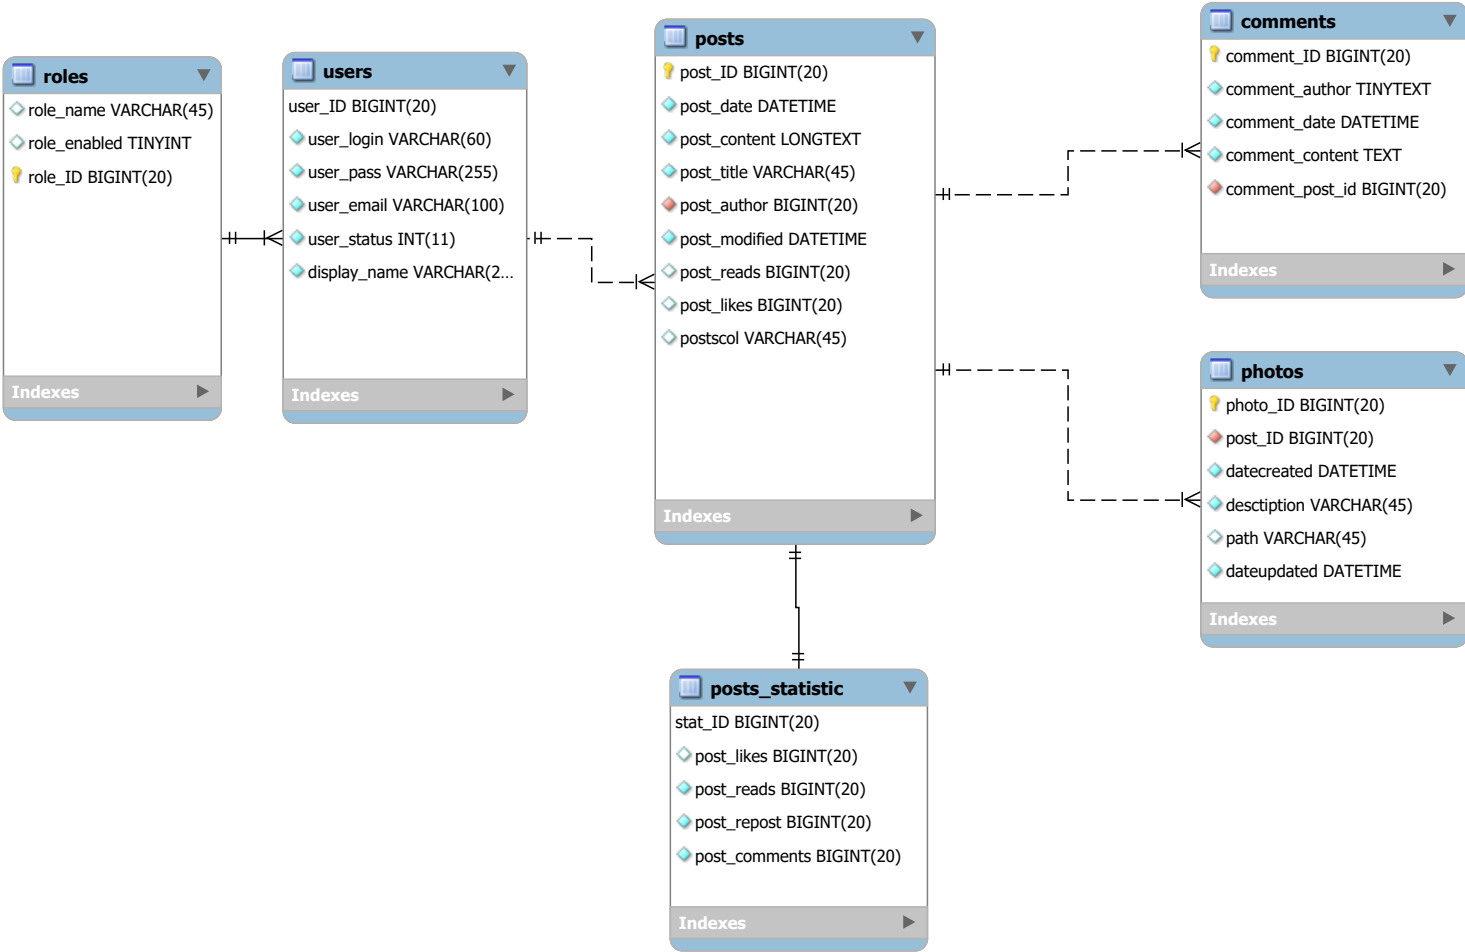 roles
role_name VARCHAR(45)
role_enabled TINYINT
role_ID BIGINT(20)
Indexes
users
user_ID BIGINT(20)
user_login VARCHAR(60)
user_pass VARCHAR(255)
user_email VARCHAR(100)
user_status INT(11)
display_name VARCHAR(2...
Indexes
posts
post_ID BIGINT(20)
post_date DATETIME
post_content LONGTEXT
post_title VARCHAR(45)
post_author BIGINT(20)
post_modified DATETIME
post_reads BIGINT(20)
post_likes BIGINT(20)
postscol VARCHAR(45)
Indexes
comments
comment_ID BIGINT(20)
comment_author TINYTEXT
comment_date DATETIME
comment_content TEXT
comment_post_id BIGINT(20)
Indexes
photos
photo_ID BIGINT(20)
post_ID BIGINT(20)
datecreated DATETIME
desctiption VARCHAR(45)
path VARCHAR(45)
dateupdated DATETIME
Indexes
posts_statistic
stat_ID BIGINT(20)
post_likes BIGINT(20)
post_reads BIGINT(20)
post_repost BIGINT(20)
post_comments BIGINT(20)
Indexes